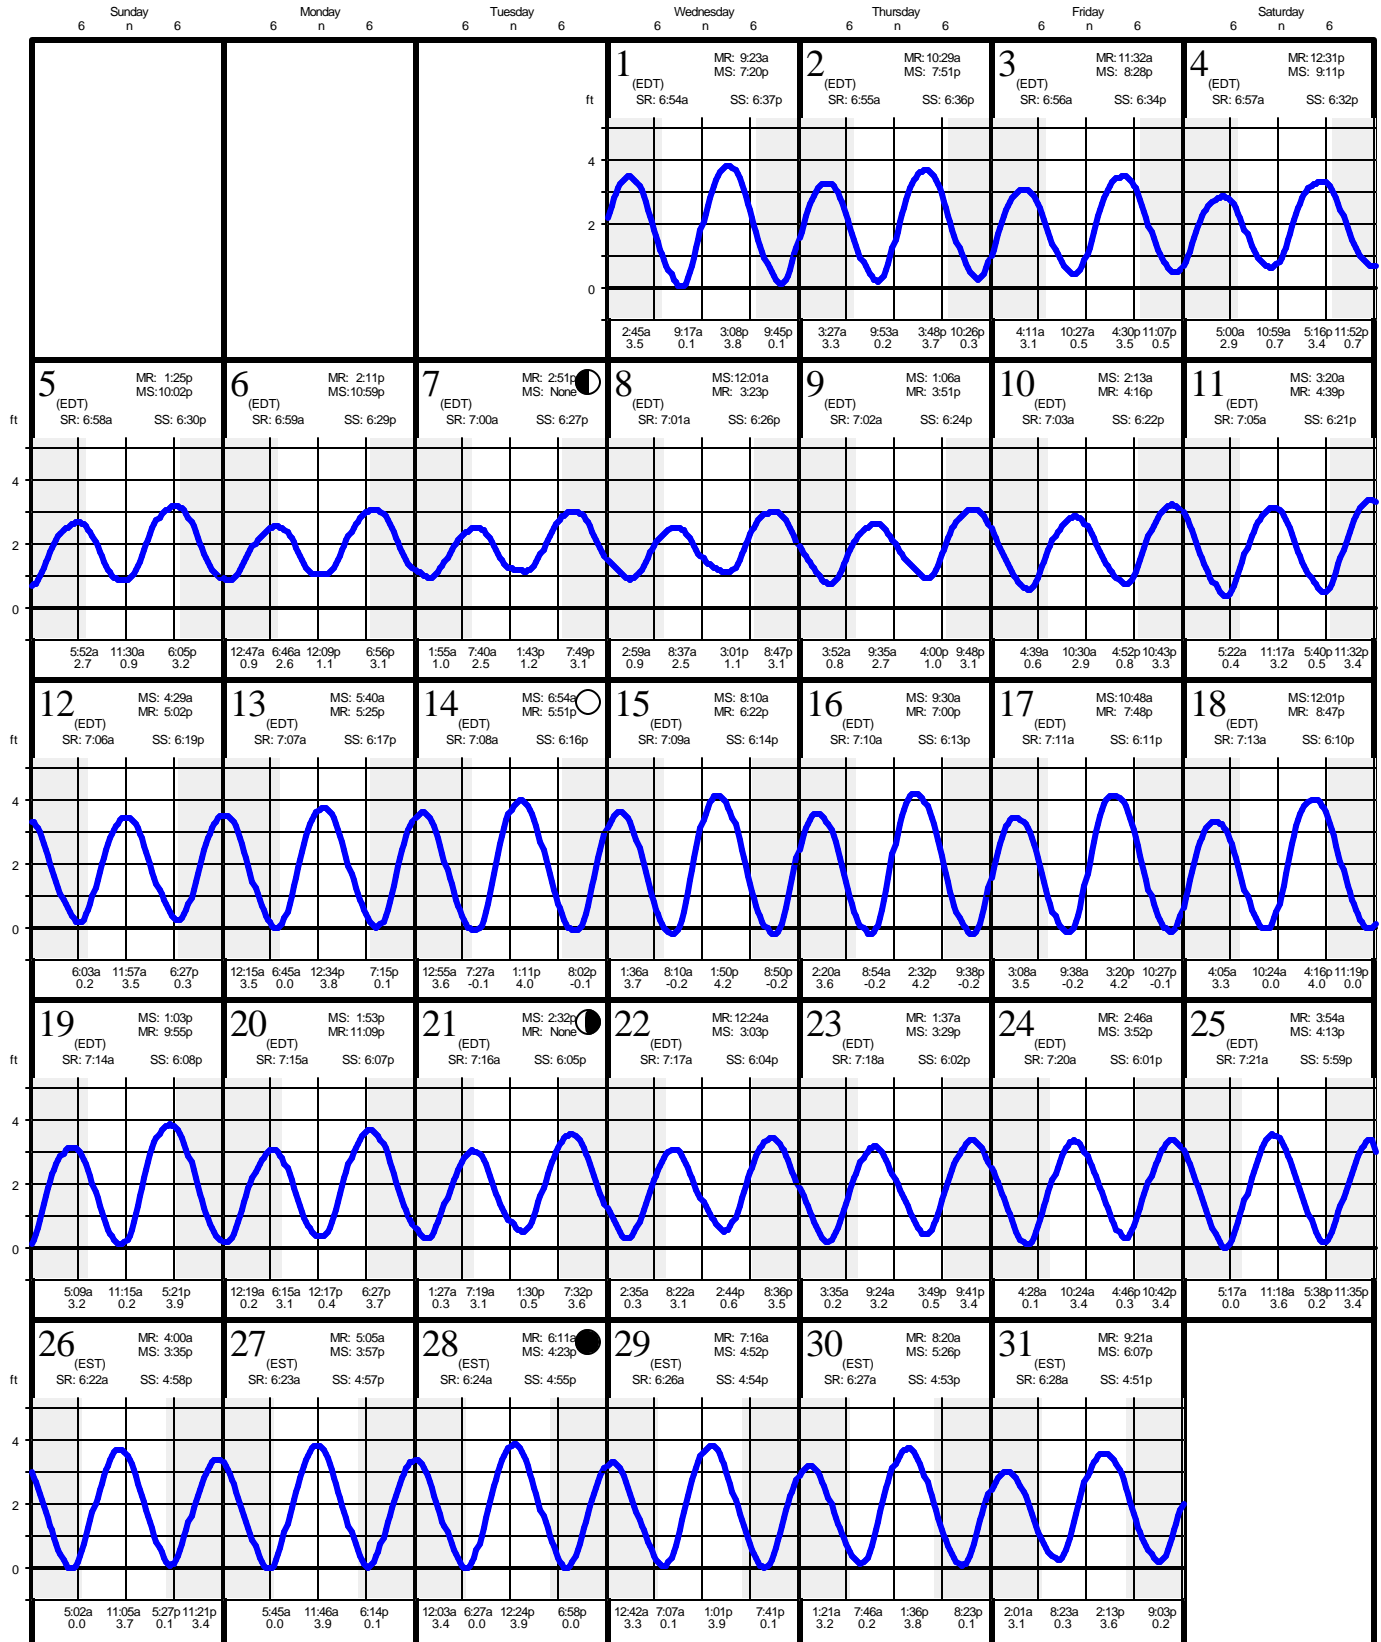 Sunday Monday Tuesday Wednesday Thursday Friday Saturday
6 n 6 6 n 6 6 n 6 6 n 6 6 n 6 6 n 6 6 n 6
1 MR: 9:23a 2 MR:10:29a 3 MR:11:32a 4 MR:12:31p
MS: 7:20p MS: 7:51p MS: 8:28p MS: 9:11p
(EDT) (EDT) (EDT) (EDT)
ft SR: 6:54a SS: 6:37p SR: 6:55a SS: 6:36p SR: 6:56a SS: 6:34p SR: 6:57a SS: 6:32p
4
2
0
2:45a 9:17a 3:08p 9:45p 3:27a 9:53a 3:48p 10:26p 4:11a 10:27a 4:30p 11:07p 5:00a 10:59a 5:16p 11:52p
3.5 0.1 3.8 0.1 3.3 0.2 3.7 0.3 3.1 0.5 3.5 0.5 2.9 0.7 3.4 0.7
5 MR: 1:25p 6 MR: 2:11p 7 MR: 2:51p 8 MS:12:01a 9 MS: 1:06a 10 MS: 2:13a 11 MS: 3:20a
MS:10:02p MS:10:59p MS: None MR: 3:23p MR: 3:51p MR: 4:16p MR: 4:39p
(EDT) (EDT) (EDT) (EDT) (EDT) (EDT) (EDT)
ft SR: 6:58a SS: 6:30p SR: 6:59a SS: 6:29p SR: 7:00a SS: 6:27p SR: 7:01a SS: 6:26p SR: 7:02a SS: 6:24p SR: 7:03a SS: 6:22p SR: 7:05a SS: 6:21p
4
2
0
5:52a 11:30a 6:05p 12:47a 6:46a 12:09p 6:56p 1:55a 7:40a 1:43p 7:49p 2:59a 8:37a 3:01p 8:47p 3:52a 9:35a 4:00p 9:48p 4:39a 10:30a 4:52p 10:43p 5:22a 11:17a 5:40p 11:32p
2.7 0.9 3.2 0.9 2.6 1.1 3.1 1.0 2.5 1.2 3.1 0.9 2.5 1.1 3.1 0.8 2.7 1.0 3.1 0.6 2.9 0.8 3.3 0.4 3.2 0.5 3.4
12 MS: 4:29a 13 MS: 5:40a 14 MS: 6:54a 15 MS: 8:10a 16 MS: 9:30a 17 MS:10:48a 18 MS:12:01p
MR: 5:02p MR: 5:25p MR: 5:51p MR: 6:22p MR: 7:00p MR: 7:48p MR: 8:47p
(EDT) (EDT) (EDT) (EDT) (EDT) (EDT) (EDT)
ft SR: 7:06a SS: 6:19p SR: 7:07a SS: 6:17p SR: 7:08a SS: 6:16p SR: 7:09a SS: 6:14p SR: 7:10a SS: 6:13p SR: 7:11a SS: 6:11p SR: 7:13a SS: 6:10p
4
2
0
6:03a 11:57a 6:27p 12:15a 6:45a 12:34p 7:15p 12:55a 7:27a 1:11p 8:02p 1:36a 8:10a 1:50p 8:50p 2:20a 8:54a 2:32p 9:38p 3:08a 9:38a 3:20p 10:27p 4:05a 10:24a 4:16p 11:19p
0.2 3.5 0.3 3.5 0.0 3.8 0.1 3.6 -0.1 4.0 -0.1 3.7 -0.2 4.2 -0.2 3.6 -0.2 4.2 -0.2 3.5 -0.2 4.2 -0.1 3.3 0.0 4.0 0.0
19 MS: 1:03p 20 MS: 1:53p 21 MS: 2:32p 22 MR:12:24a 23 MR: 1:37a 24 MR: 2:46a 25 MR: 3:54a
MR: 9:55p MR:11:09p MR: None MS: 3:03p MS: 3:29p MS: 3:52p MS: 4:13p
(EDT) (EDT) (EDT) (EDT) (EDT) (EDT) (EDT)
ft SR: 7:14a SS: 6:08p SR: 7:15a SS: 6:07p SR: 7:16a SS: 6:05p SR: 7:17a SS: 6:04p SR: 7:18a SS: 6:02p SR: 7:20a SS: 6:01p SR: 7:21a SS: 5:59p
4
2
0
5:09a 11:15a 5:21p 12:19a 6:15a 12:17p 6:27p 1:27a 7:19a 1:30p 7:32p 2:35a 8:22a 2:44p 8:36p 3:35a 9:24a 3:49p 9:41p 4:28a 10:24a 4:46p 10:42p 5:17a 11:18a 5:38p 11:35p
3.2 0.2 3.9 0.2 3.1 0.4 3.7 0.3 3.1 0.5 3.6 0.3 3.1 0.6 3.5 0.2 3.2 0.5 3.4 0.1 3.4 0.3 3.4 0.0 3.6 0.2 3.4
26 MR: 4:00a 27 MR: 5:05a 28 MR: 6:11a 29 MR: 7:16a 30 MR: 8:20a 31 MR: 9:21a
MS: 3:35p MS: 3:57p MS: 4:23p MS: 4:52p MS: 5:26p MS: 6:07p
(EST) (EST) (EST) (EST) (EST) (EST)
ft SR: 6:22a SS: 4:58p SR: 6:23a SS: 4:57p SR: 6:24a SS: 4:55p SR: 6:26a SS: 4:54p SR: 6:27a SS: 4:53p SR: 6:28a SS: 4:51p
4
2
0
5:02a 11:05a 5:27p 11:21p 5:45a 11:46a 6:14p 12:03a 6:27a 12:24p 6:58p 12:42a 7:07a 1:01p 7:41p 1:21a 7:46a 1:36p 8:23p 2:01a 8:23a 2:13p 9:03p
0.0 3.7 0.1 3.4 0.0 3.9 0.1 3.4 0.0 3.9 0.0 3.3 0.1 3.9 0.1 3.2 0.2 3.8 0.1 3.1 0.3 3.6 0.2